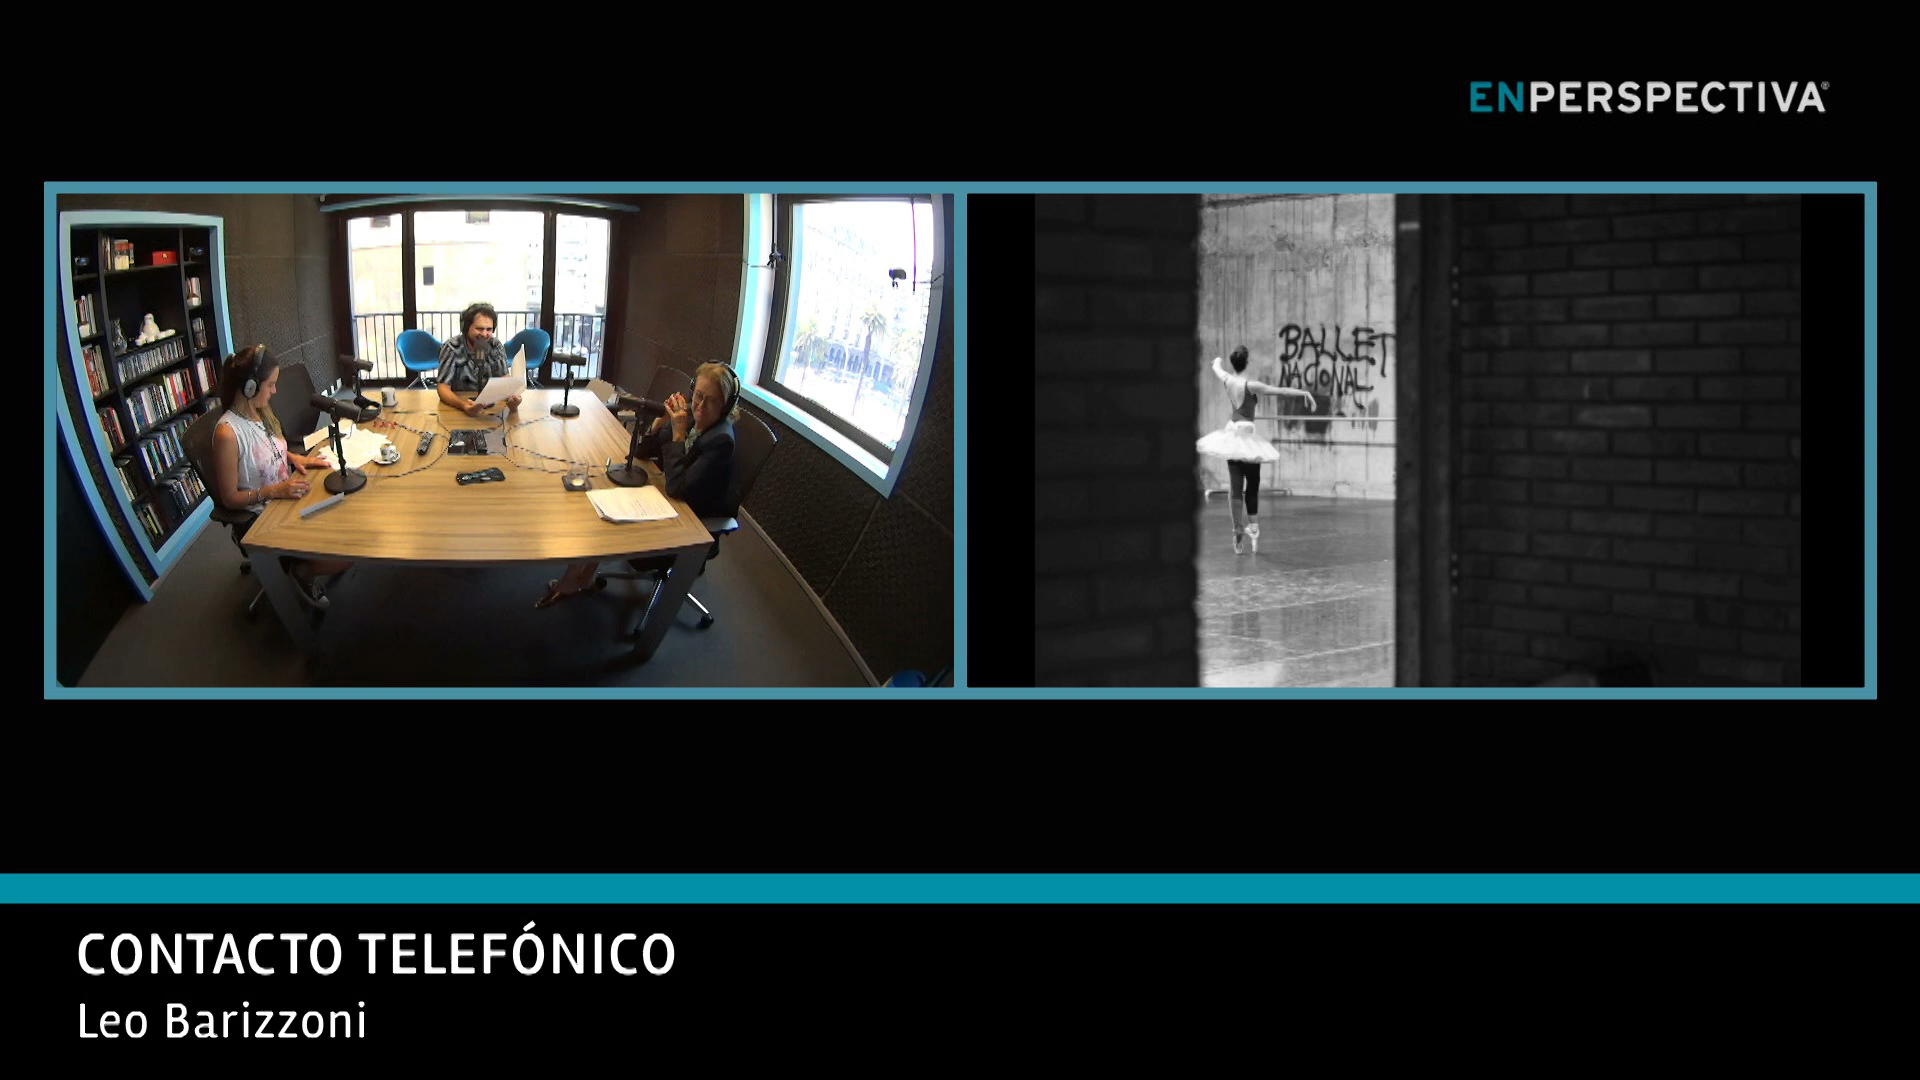 ENPERSPECTIVA®
BALLET
NACIONAL
CONTACTO TELEFÓNICO
Leo Barizzoni